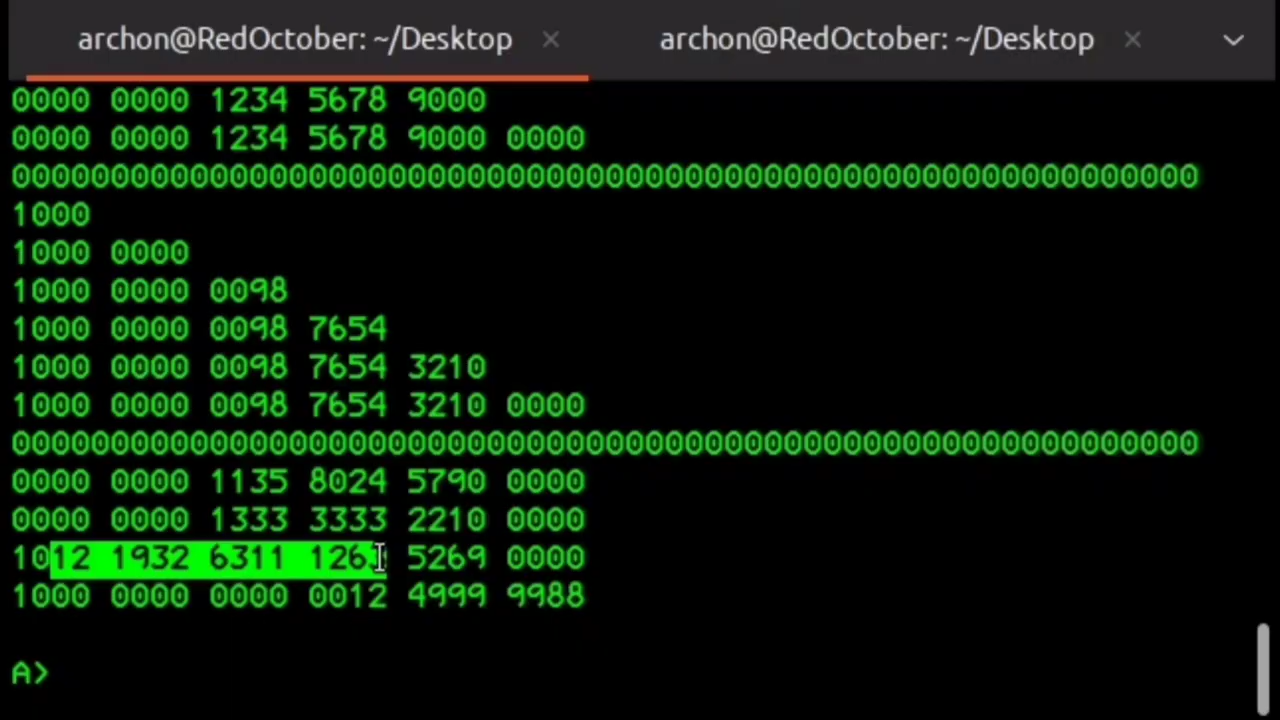 archon@RedOctober: ~/Desktop × archon@RedOctober: ~/Desktop ×
0000 0000 1234 5678 9000
0000 0000 1234 5678 9000 0000
000000000000000000000000000000000000000000000000000000000000
1000
1000 0000
1000 0000 0098
1000 0000 0098 7654
1000 0000 0098 7654 3210
1000 0000 0098 7654 3210 0000
000000000000000000000000000000000000000000000000000000000000
0000 0000 1135 8024 5790 0000
0000 0000 1333 3333 2210 0000
1012 1932 6311 1263 5269 0000
1000 0000 0000 0012 4999 9988
A>